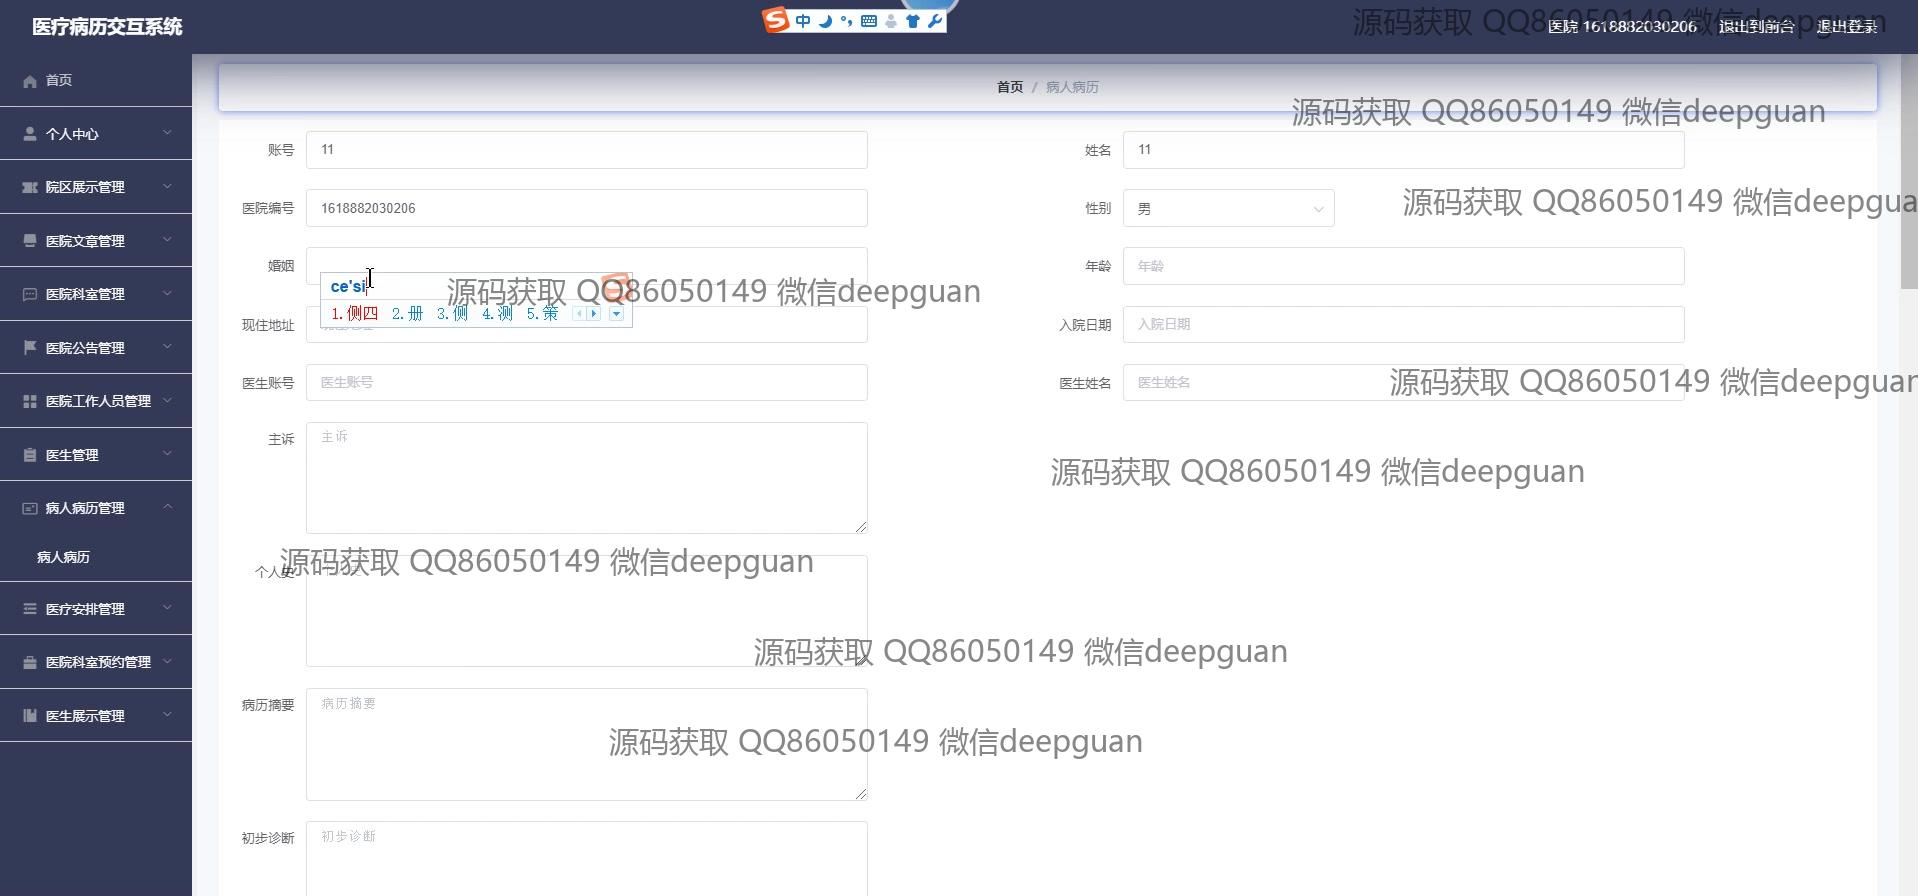 医疗病历交互系统
中
源码获取 QQ86050149 微信deepguan
医院 1618882030206 退出到前台 退出登录
首页
个人中心
院区展示管理
医院文章管理
医院科室管理
医院公告管理
医院工作人员管理
医生管理
病人病历管理
病人病历
医疗安排管理
医院科室预约管理
医生展示管理
首页 / 病人病历
源码获取 QQ86050149 微信deepguan
账号 11
姓名 11
医院编号 1618882030206
性别 男
源码获取 QQ86050149 微信deepgua
婚姻
年龄 年龄
ce'si
1.侧四 2.册 3.侧 4.测 5.策
源码获取 QQ86050149 微信deepguan
现住地址
入院日期 入院日期
医生账号 医生账号
医生姓名 医生姓名
源码获取 QQ86050149 微信deepguan
主诉 主诉
源码获取 QQ86050149 微信deepguan
个人史
源码获取 QQ86050149 微信deepguan
源码获取 QQ86050149 微信deepguan
病历摘要 病历摘要
源码获取 QQ86050149 微信deepguan
初步诊断 初步诊断